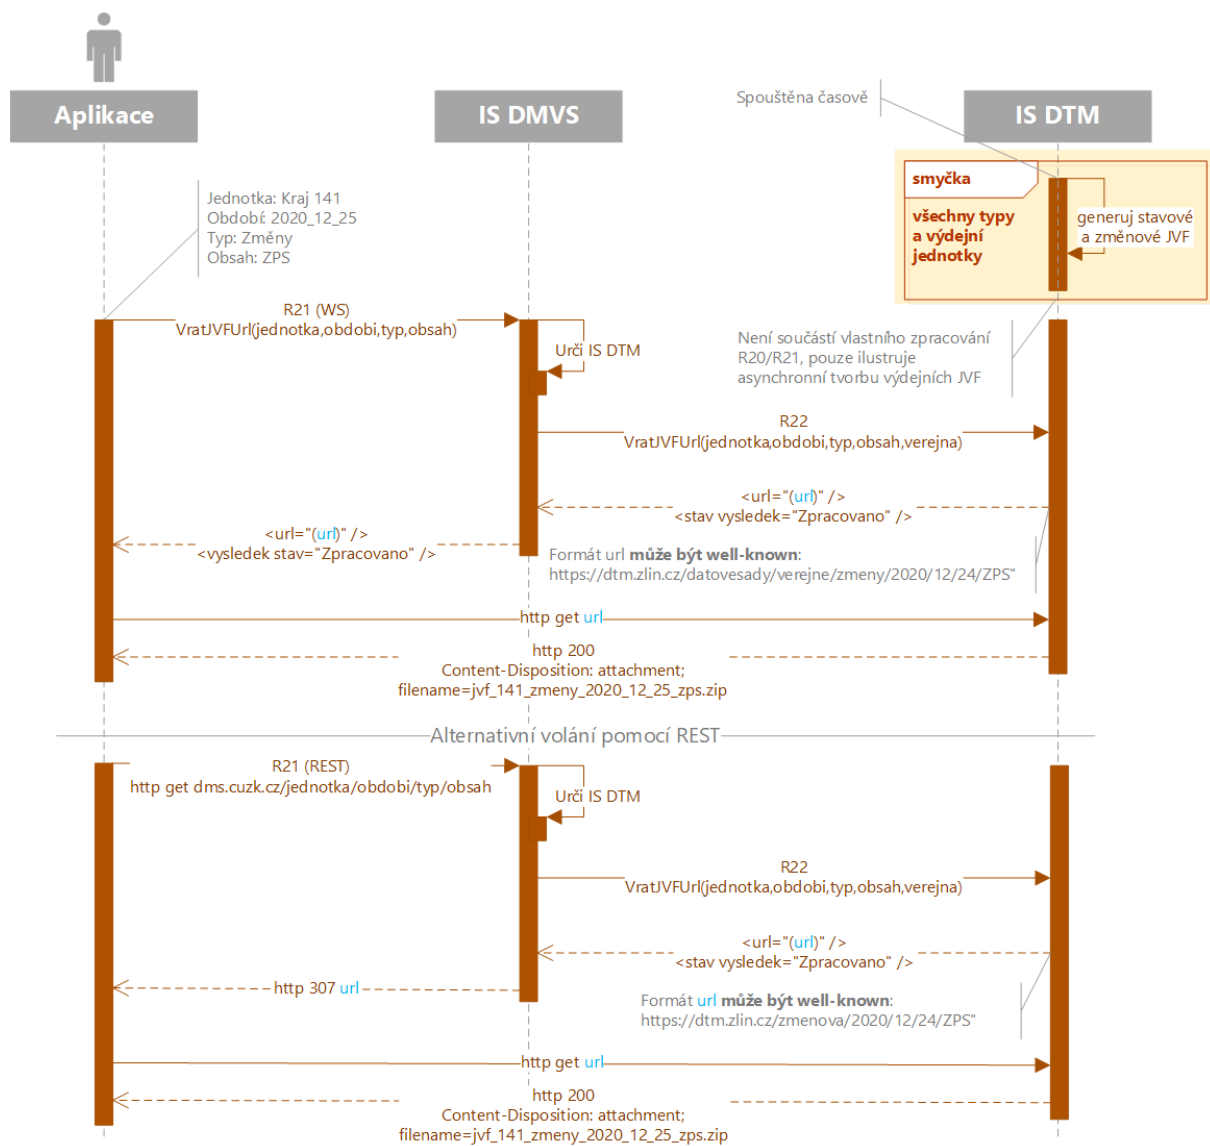 Aplikace
IS DMVS
Spouštěna časově
IS DTM
smyčka
všechny typy
a výdejní
jednotky
generuj stavové
a změnové JVF
Jednotka: Kraj 141
Období: 2020_12_25
Typ: Změny
Obsah: ZPS
R21 (WS)
VratJVFUrl(jednotka,obdobi,typ,obsah)
Urči IS DTM
Není součástí vlastního zpracování
R20/R21, pouze ilustruje
asynchronní tvorbu výdejních JVF
R22
VratJVFUrl(jednotka,obdobi,typ,obsah,verejna)
<url="(url)" />
<stav vysledek="Zpracovano" />
<url="(url)" />
<vysledek stav="Zpracovano" />
Formát url může být well-known:
https://dtm.zlin.cz/datovesady/verejne/zmeny/2020/12/24/ZPS"
http get url
http 200
Content-Disposition: attachment;
filename=jvf_141_zmeny_2020_12_25_zps.zip
Alternativní volání pomocí REST
R21 (REST)
http get dms.cuzk.cz/jednotka/obdobi/typ/obsah
Urči IS DTM
R22
VratJVFUrl(jednotka,obdobi,typ,obsah,verejna)
<url="(url)" />
<stav vysledek="Zpracovano" />
http 307 url
Formát url může být well-known:
https://dtm.zlin.cz/zmenova/2020/12/24/ZPS"
http get url
http 200
Content-Disposition: attachment;
filename=jvf_141_zmeny_2020_12_25_zps.zip